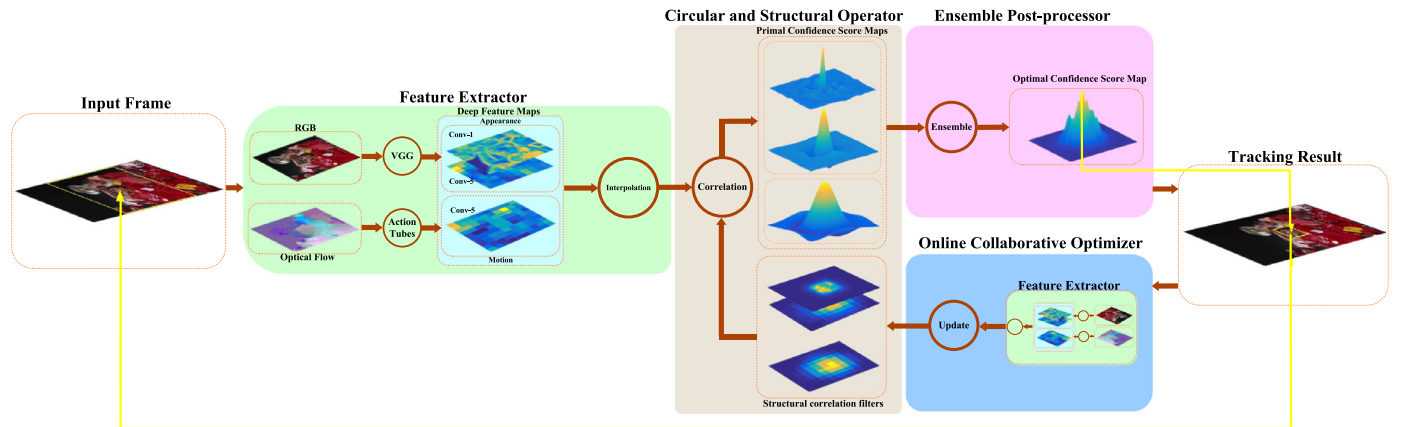 Input Frame
Feature Extractor
RGB
VGG
Optical Flow
Action
Tubes
Deep Feature Maps
Appearance
Conv-1
Conv-5
Conv-5
Motion
Interpolation
Circular and Structural Operator
Correlation
Primal Confidence Score Maps
Structural correlation filters
Ensemble Post-processor
Ensemble
Optimal Confidence Score Map
Online Collaborative Optimizer
Update
Feature Extractor
Tracking Result